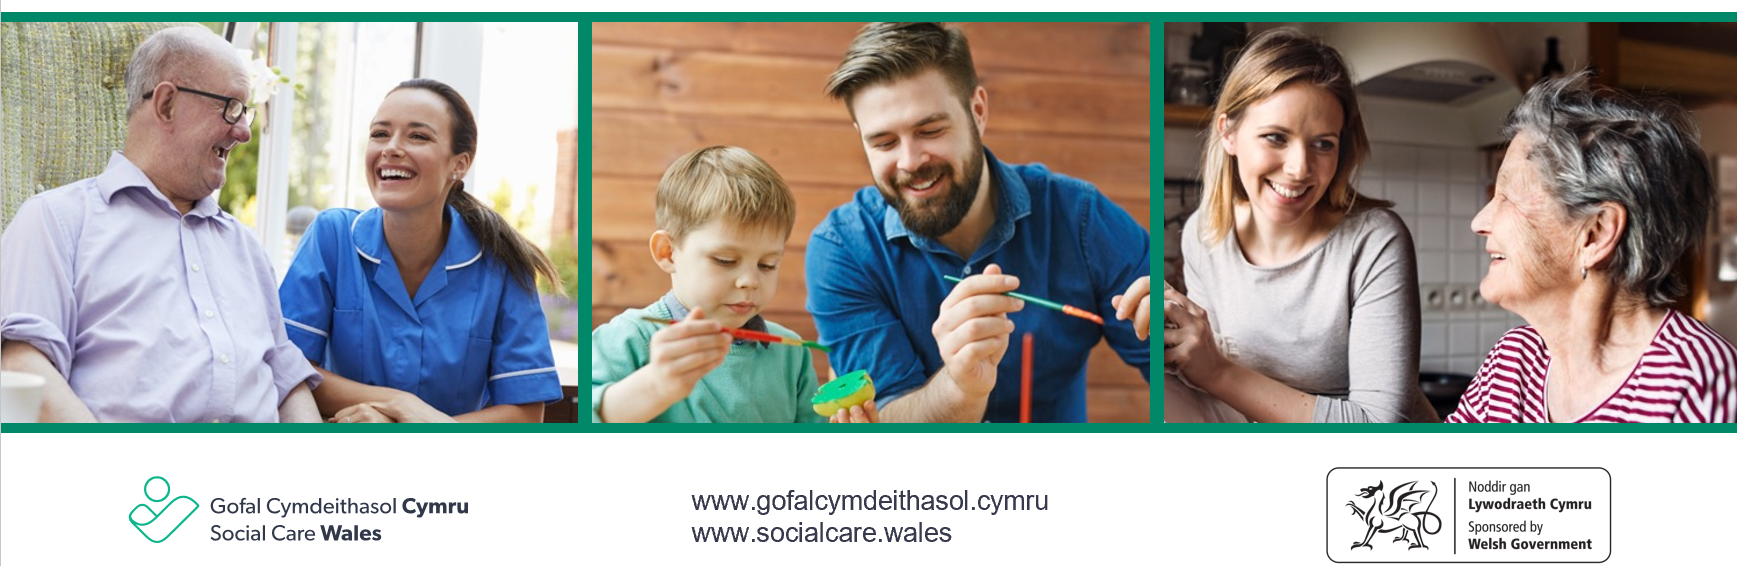 Gofal Cymdeithasol Cymru
Social Care Wales
www.gofalcymdeithasol.cymru
www.socialcare.wales
Noddir gan
Lywodraeth Cymru
Sponsored by
Welsh Government